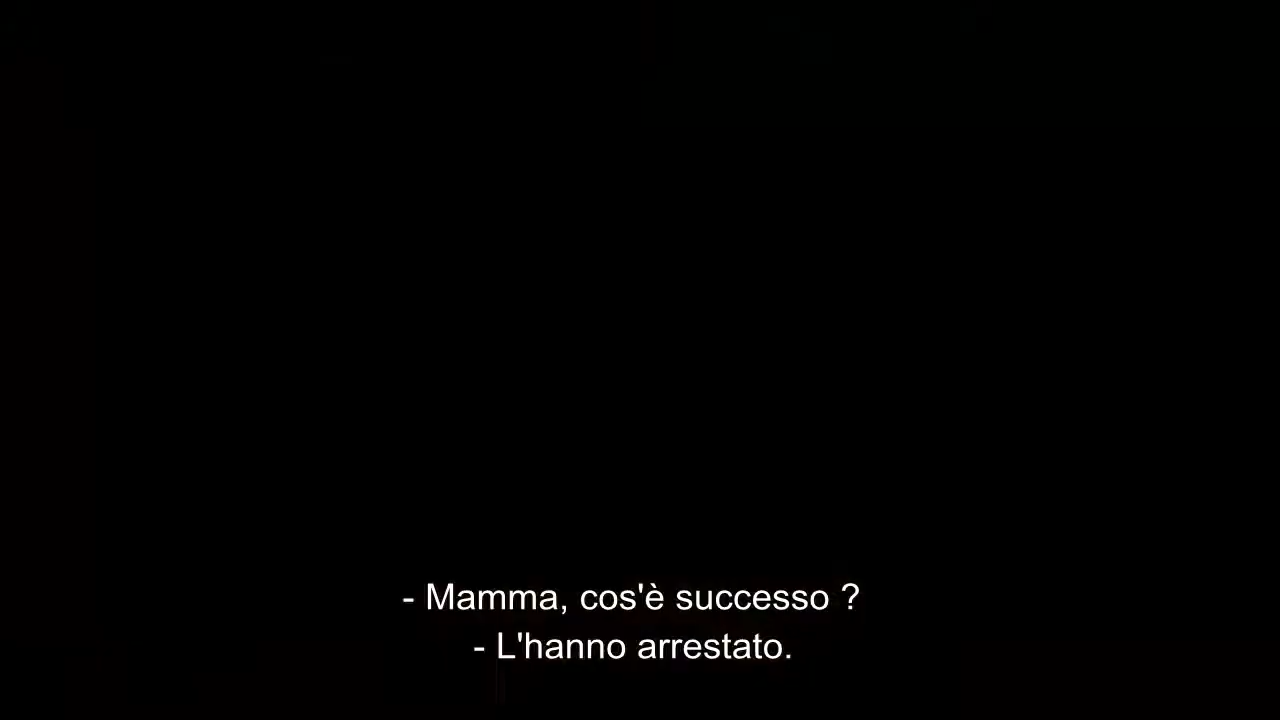 - Mamma, cos'è successo ?
- L'hanno arrestato.